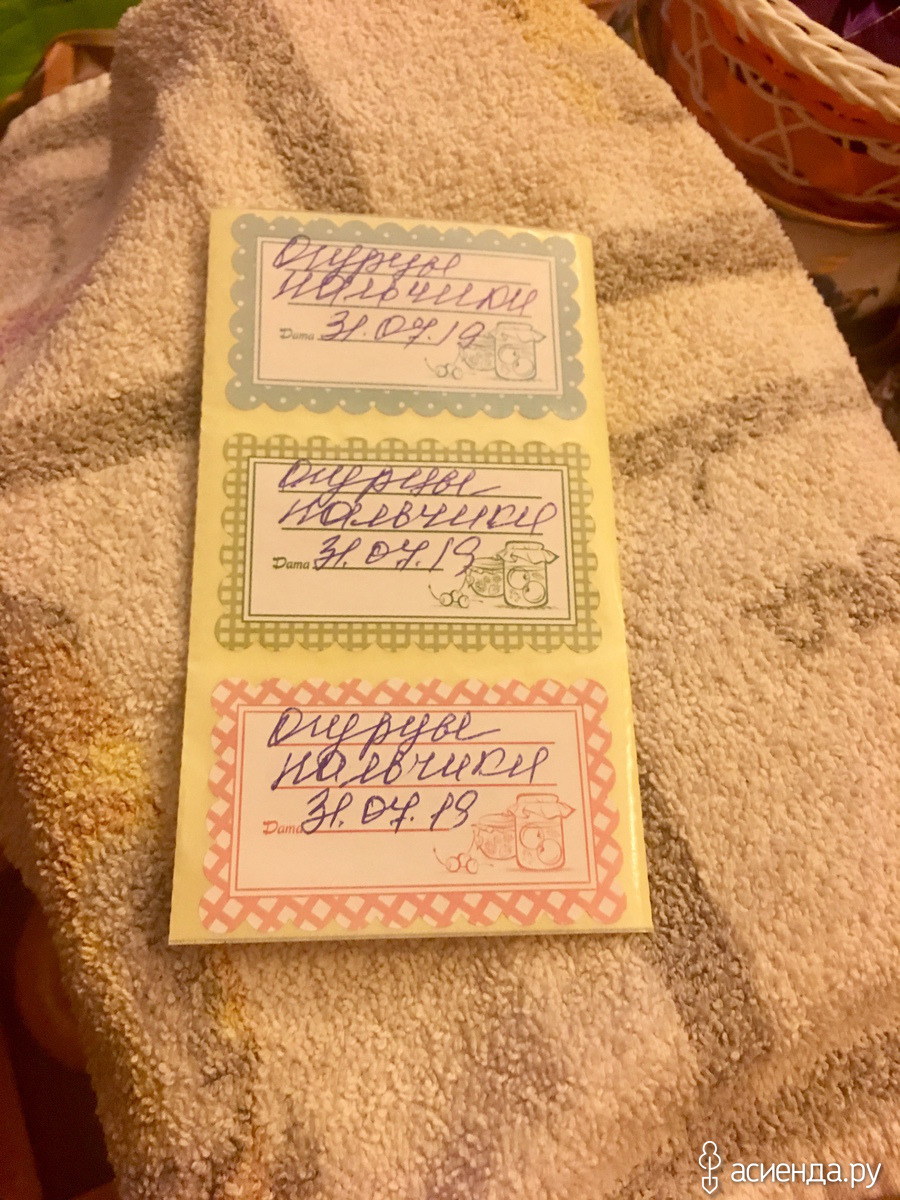 Огурцы
пальчики
Дата 31.07.19
Огурцы
пальчики
Дата 31.07.19
Огурцы
пальчики
Дата 31.07.19
асиенда.ру